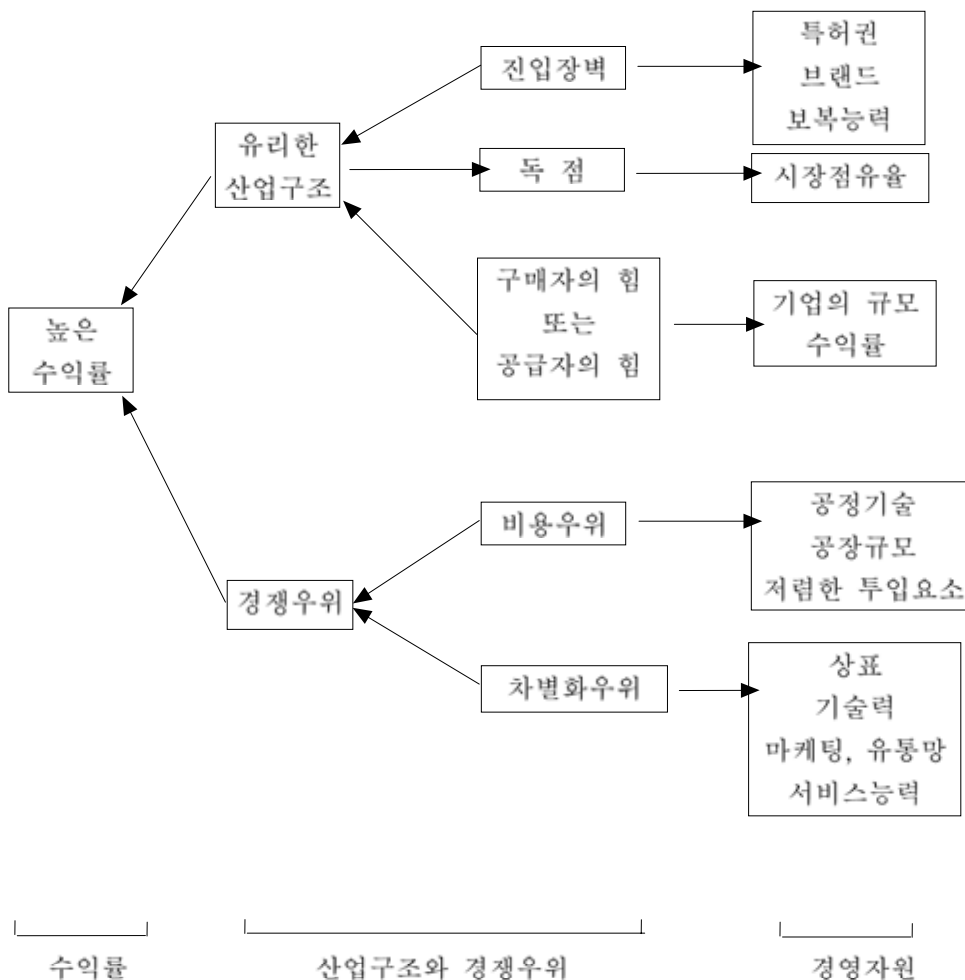 특허권
브랜드
보복능력
진입장벽
유리한
산업구조
독 점
시장점유율
구매자의 힘
또는
공급자의 힘
기업의 규모
수익률
높은
수익률
비용우위
공정기술
공장규모
저렴한 투입요소
경쟁우위
차별화우위
상표
기술력
마케팅, 유통망
서비스능력
수익률
산업구조와 경쟁우위
경영자원